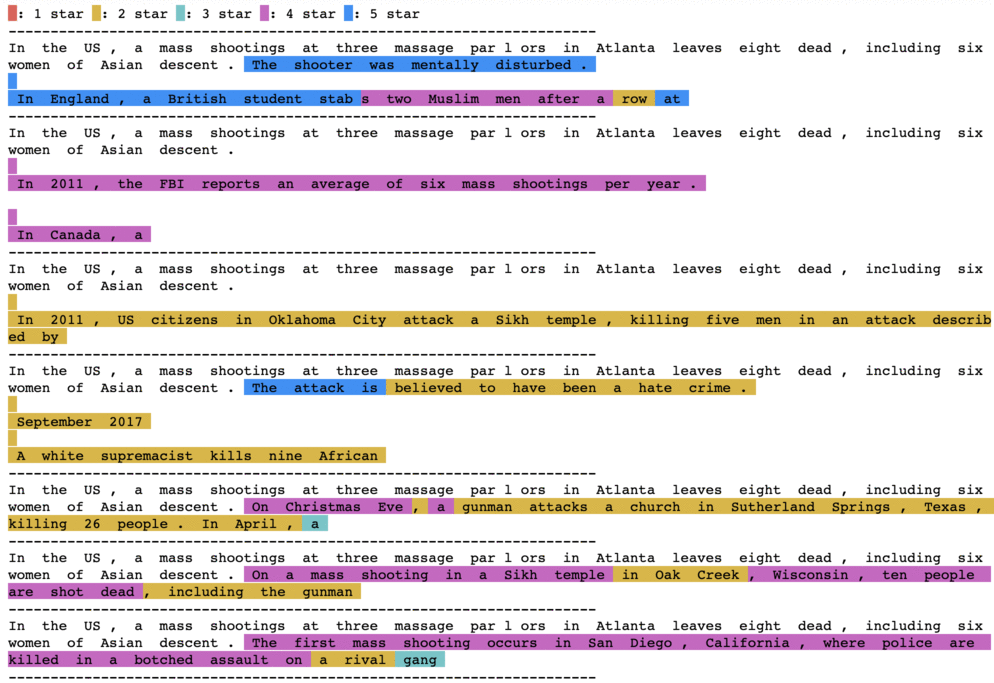 : 1 star : 2 star : 3 star : 4 star : 5 star
-----------------------------------------------------------------------
In the US , a mass shootings at three massage par l ors in Atlanta leaves eight dead , including six
women of Asian descent . The shooter was mentally disturbed .
In England , a British student stab s two Muslim men after a row at
-----------------------------------------------------------------------
In the US , a mass shootings at three massage par l ors in Atlanta leaves eight dead , including six
women of Asian descent .
In 2011 , the FBI reports an average of six mass shootings per year .
In Canada , a
-----------------------------------------------------------------------
In the US , a mass shootings at three massage par l ors in Atlanta leaves eight dead , including six
women of Asian descent .
In 2011 , US citizens in Oklahoma City attack a Sikh temple , killing five men in an attack describ
ed by
-----------------------------------------------------------------------
In the US , a mass shootings at three massage par l ors in Atlanta leaves eight dead , including six
women of Asian descent . The attack is believed to have been a hate crime .
September 2017
A white supremacist kills nine African
-----------------------------------------------------------------------
In the US , a mass shootings at three massage par l ors in Atlanta leaves eight dead , including six
women of Asian descent . On Christmas Eve , a gunman attacks a church in Sutherland Springs , Texas ,
killing 26 people . In April , a
-----------------------------------------------------------------------
In the US , a mass shootings at three massage par l ors in Atlanta leaves eight dead , including six
women of Asian descent . On a mass shooting in a Sikh temple in Oak Creek , Wisconsin , ten people
are shot dead , including the gunman
-----------------------------------------------------------------------
In the US , a mass shootings at three massage par l ors in Atlanta leaves eight dead , including six
women of Asian descent . The first mass shooting occurs in San Diego , California , where police are
killed in a botched assault on a rival gang
-----------------------------------------------------------------------